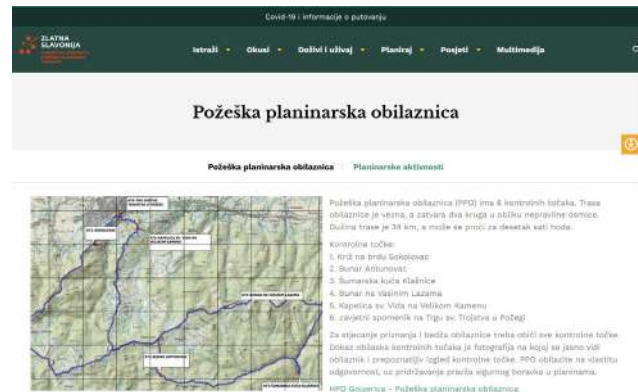 Covid-19 i informacije o putovanju
ZLATNA
SLAVONIJA
Istraži
Okusi
Doživi i uživaj
Planiraj
Posjeti
Multimedija
Požeška planinarska obilaznica
Požeška planinarska obilaznica
Planinarske aktivnosti
Požeška planinarska obilaznica (PPO) ima 6 kontrolnih točaka. Trasa
obilaznice je vezna, a zatvara dva kruga u obliku nepravilne osmice.
Dužina trase je 34 km, a može se proći za desetak sati hoda.
Kontrolne točke:
1. Križ na brdu Sokolovac
2. Bunar Antunovac
3. Šumarska kuća Klašnice
4. Bunar na Vasinim Lazama
5. Kapelica sv. Vida na Velikom Kamenu
6. zavjetni spomenik na Trgu sv. Trojstva u Požegi
Za stjecanje priznanja i bedža obilaznice treba obići sve kontrolne točke.
Dokaz obilaska kontrolnih točaka je fotografija na kojoj se jasno vidi
obilaznik i prepoznatljiv izgled kontrolne točke. PPO obilazite na vlastitu
odgovornost, uz pridržavanje pravila sigurnog boravka u planinama.
HPD Gojzerica - Požeška planinarska obilaznica